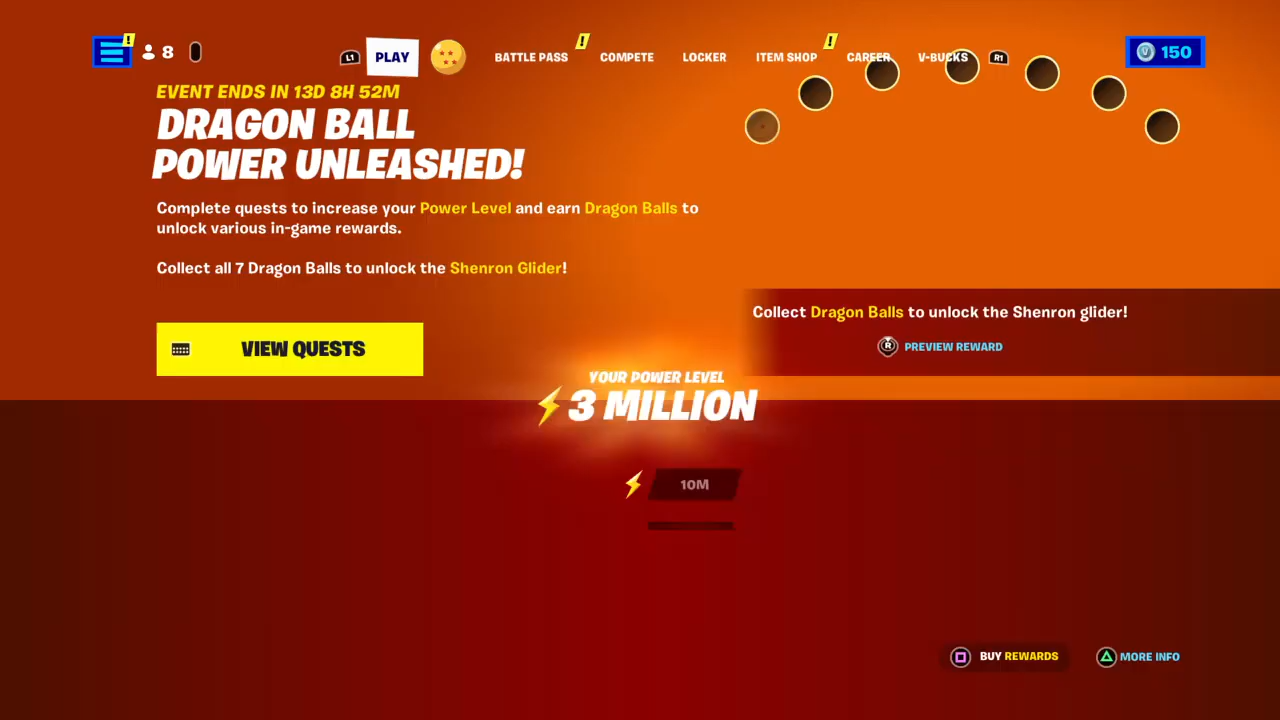 8
L1 PLAY BATTLE PASS COMPETE LOCKER ITEM SHOP CAREER V-BUCKS R1
150
EVENT ENDS IN 13D 8H 52M
DRAGON BALL
POWER UNLEASHED!
Complete quests to increase your Power Level and earn Dragon Balls to
unlock various in-game rewards.
Collect all 7 Dragon Balls to unlock the Shenron Glider!
VIEW QUESTS
Collect Dragon Balls to unlock the Shenron glider!
R PREVIEW REWARD
YOUR POWER LEVEL
3 MILLION
10M
BUY REWARDS
MORE INFO